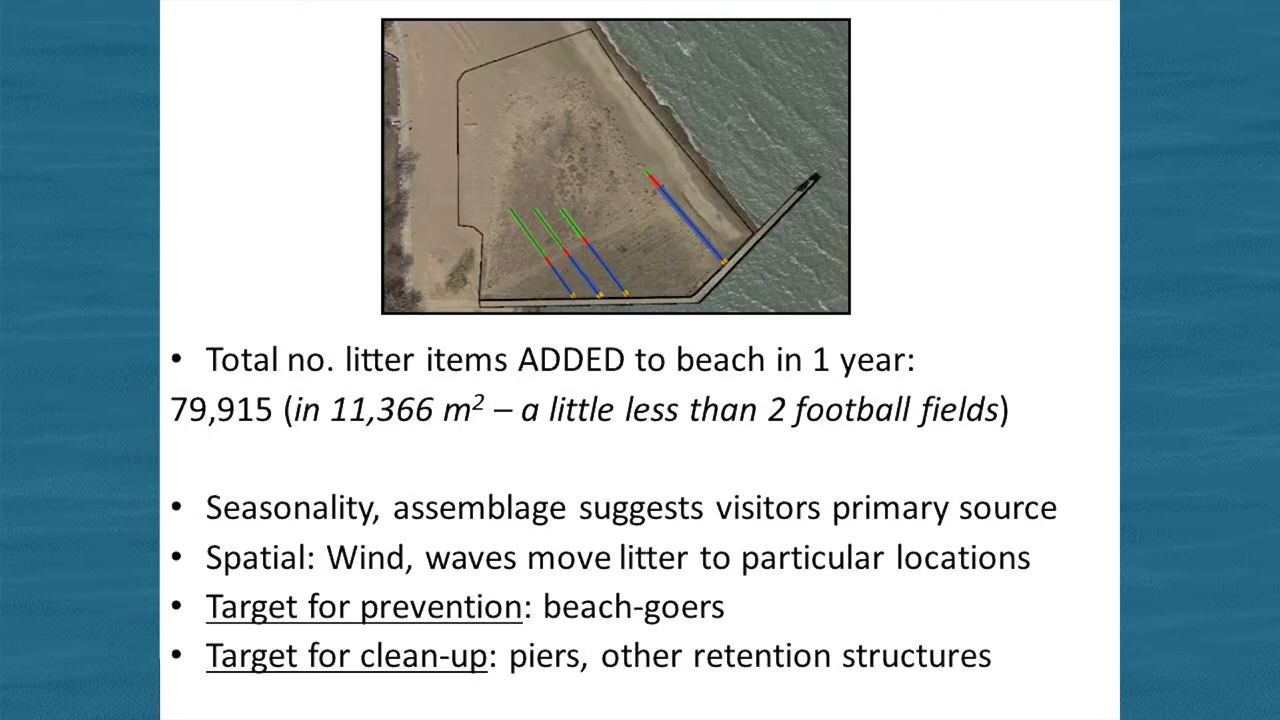 • Total no. litter items ADDED to beach in 1 year:
79,915 (in 11,366 m² – a little less than 2 football fields)
• Seasonality, assemblage suggests visitors primary source
• Spatial: Wind, waves move litter to particular locations
• Target for prevention: beach-goers
• Target for clean-up: piers, other retention structures